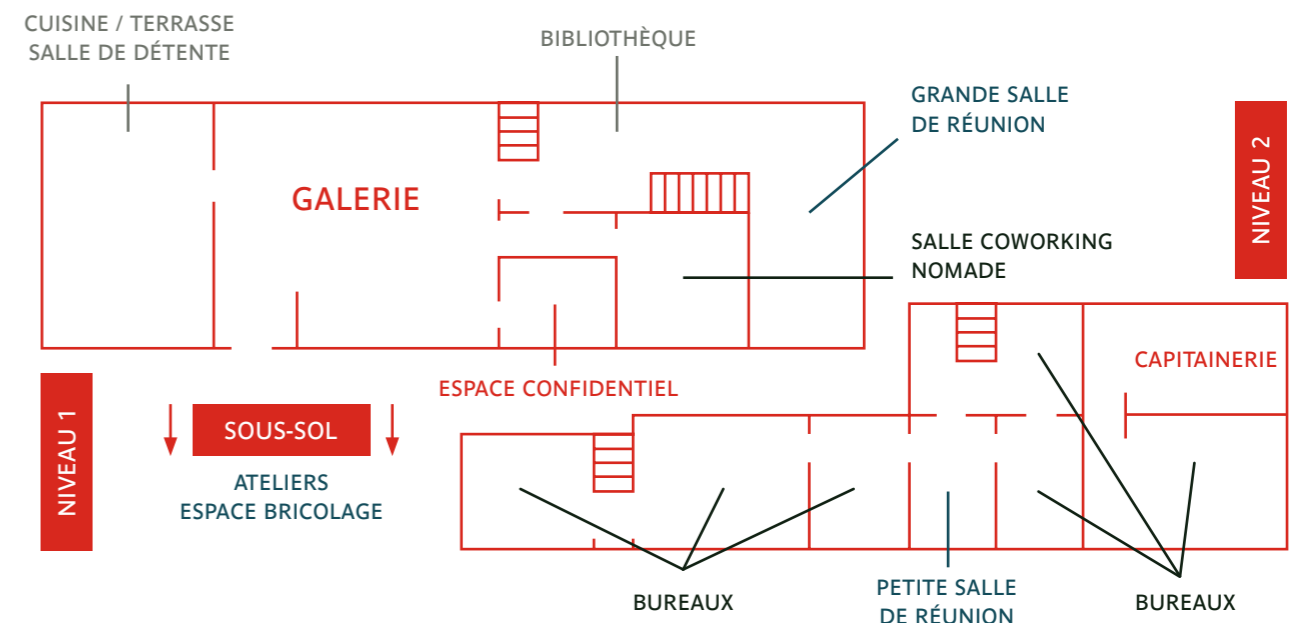 CUISINE / TERRASSE
SALLE DE DÉTENTE
BIBLIOTHÈQUE
GRANDE SALLE
DE RÉUNION
GALERIE
NIVEAU 2
SALLE COWORKING
NOMADE
ESPACE CONFIDENTIEL
CAPITAINERIE
NIVEAU 1
SOUS-SOL
ATELIERS
ESPACE BRICOLAGE
BUREAUX
PETITE SALLE
DE RÉUNION
BUREAUX